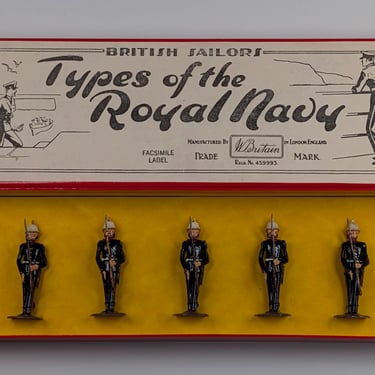 BRITISH SAILORS
Types of the
Royal Navy
FACSIMILE
LABEL
MANUFACTURED BY W.Britain IN LONDON ENGLAND
TRADE MARK
REGD. No. 459993.